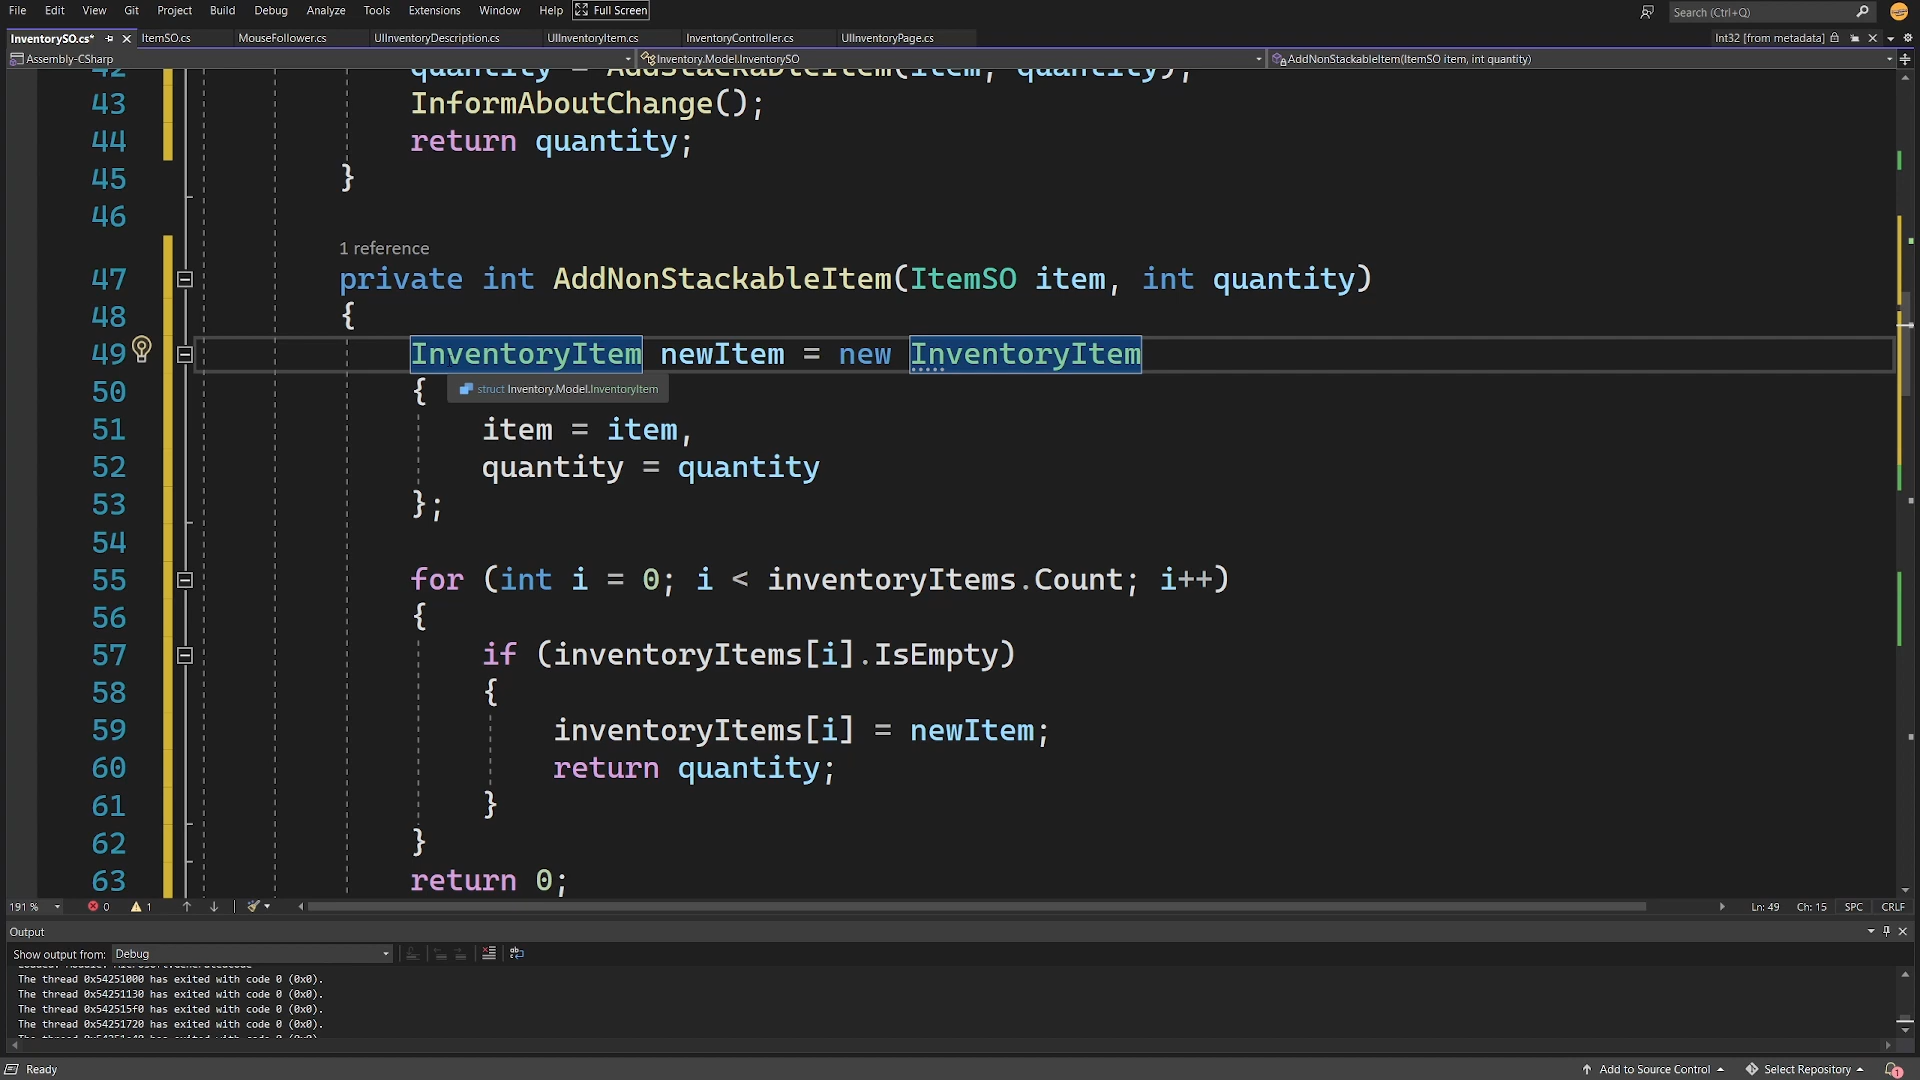 File Edit View Git Project Build Debug Analyze Tools Extensions Window Help Full Screen Search (Ctrl+Q)
InventorySO.cs* ItemSO.cs MouseFollower.cs UIInventoryDescription.cs UIInventoryItem.cs InventoryController.cs UIInventoryPage.cs Int32 [from metadata]
Assembly-CSharp Inventory.Model.InventorySO AddNonStackableItem(ItemSO item, int quantity)
42 quantity = AddStackableItem(item, quantity);
43 InformAboutChange();
44 return quantity;
45 }
46
1 reference
47 private int AddNonStackableItem(ItemSO item, int quantity)
48 {
49 InventoryItem newItem = new InventoryItem
50 { struct Inventory.Model.InventoryItem
51 item = item,
52 quantity = quantity
53 };
54
55 for (int i = 0; i < inventoryItems.Count; i++)
56 {
57 if (inventoryItems[i].IsEmpty)
58 {
59 inventoryItems[i] = newItem;
60 return quantity;
61 }
62 }
63 return 0;
191 % 0 1 Ln: 49 Ch: 15 SPC CRLF
Output
Show output from: Debug
The thread 0x54251000 has exited with code 0 (0x0).
The thread 0x54251130 has exited with code 0 (0x0).
The thread 0x542515f0 has exited with code 0 (0x0).
The thread 0x54251720 has exited with code 0 (0x0).
Ready Add to Source Control Select Repository 1